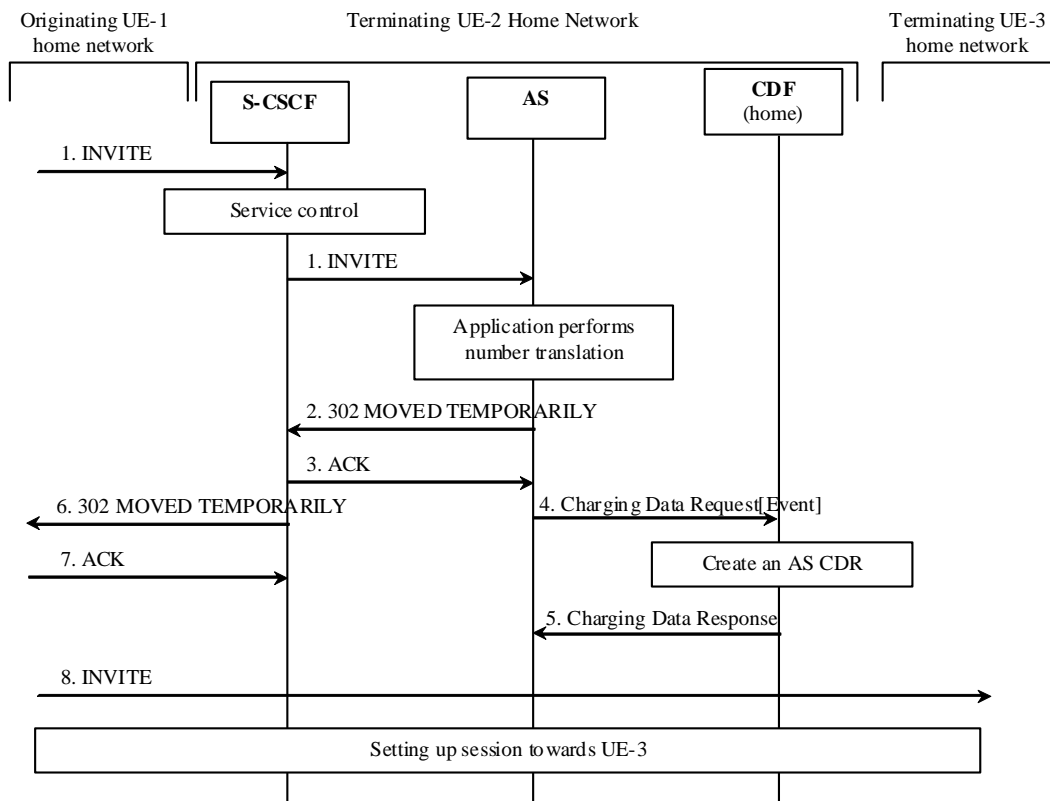 Originating UE-1
home network
Terminating UE-2 Home Network
Terminating UE-3
home network
S-CSCF
AS
CDF
(home)
1. INVITE
Service control
1. INVITE
Application performs
number translation
2. 302 MOVED TEMPORARILY
3. ACK
6. 302 MOVED TEMPORARILY
4. Charging Data Request[Event]
7. ACK
Create an AS CDR
5. Charging Data Response
8. INVITE
Setting up session towards UE-3